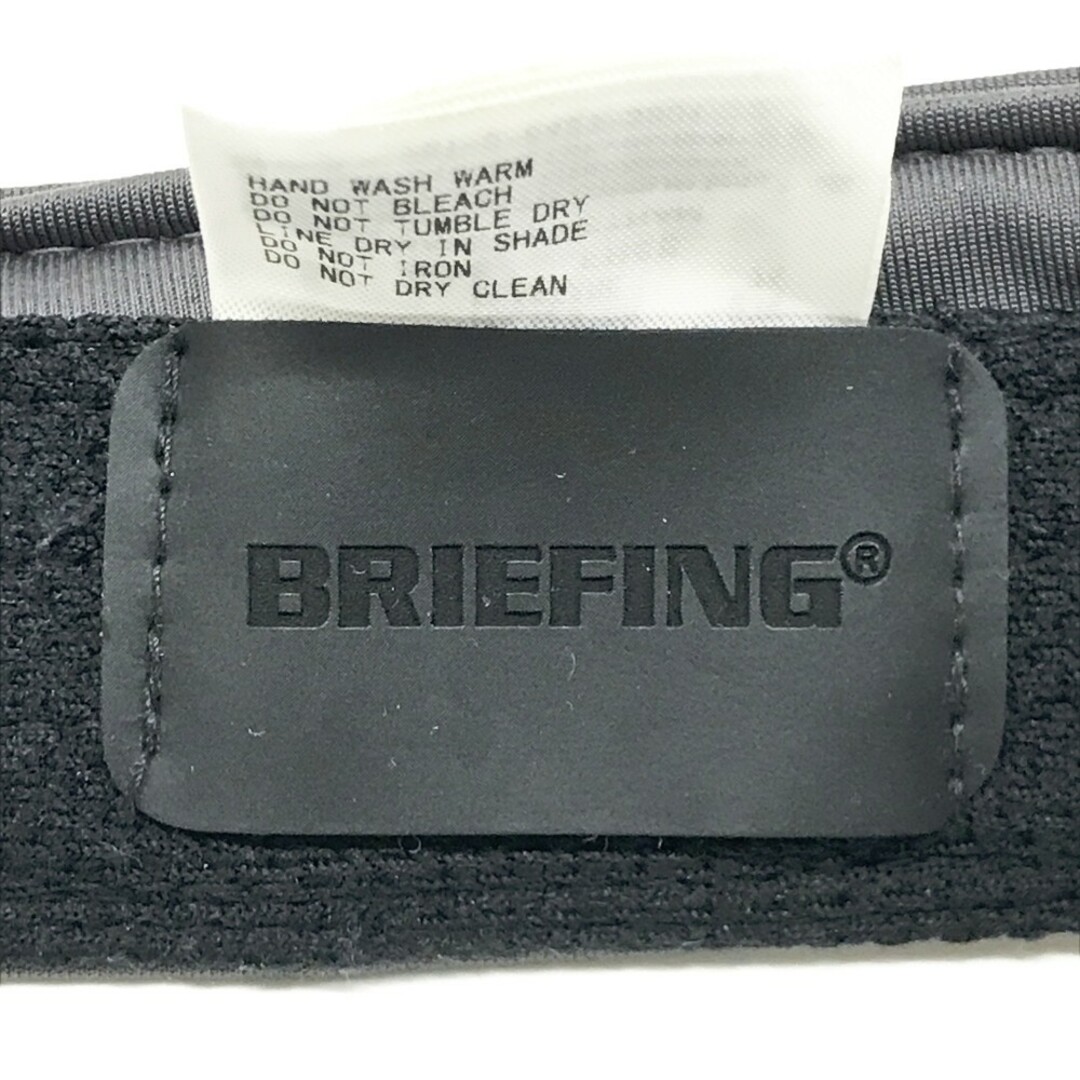 HAND WASH WARM
DO NOT BLEACH
DO NOT TUMBLE DRY
LINE DRY IN SHADE
DO NOT IRON
DO NOT DRY CLEAN
BRIEFING®